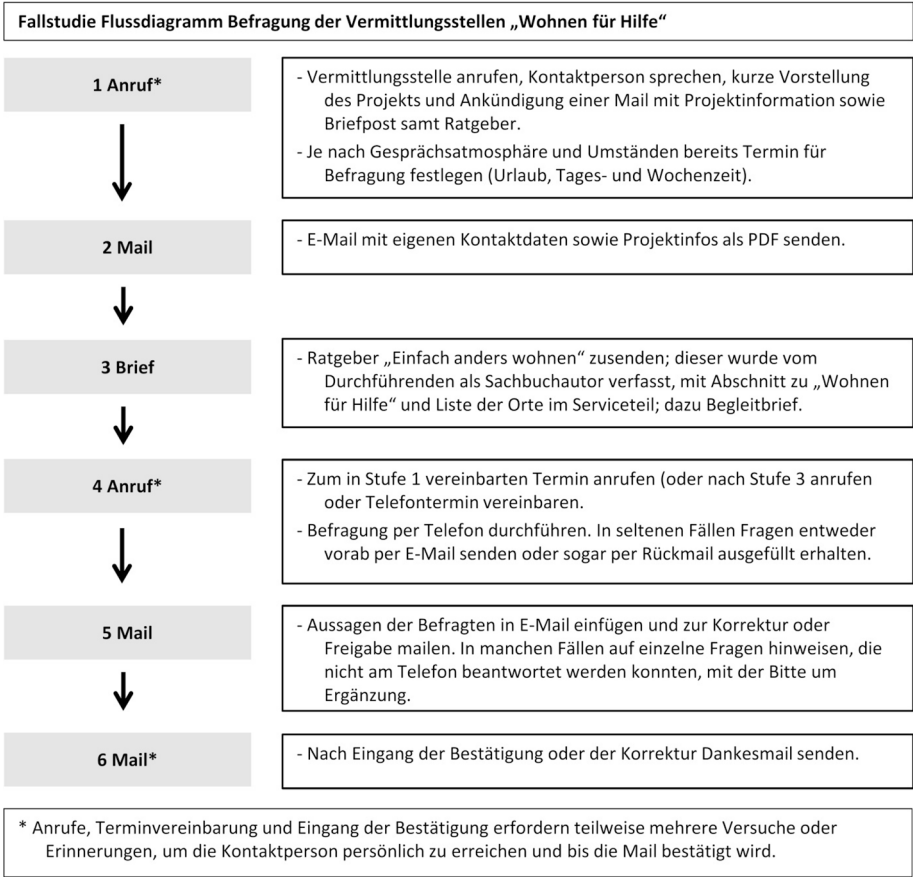 Fallstudie Flussdiagramm Befragung der Vermittlungsstellen „Wohnen für Hilfe“
1 Anruf*
- Vermittlungsstelle anrufen, Kontaktperson sprechen, kurze Vorstellung
des Projekts und Ankündigung einer Mail mit Projektinformation sowie
Briefpost samt Ratgeber.
- Je nach Gesprächsatmosphäre und Umständen bereits Termin für
Befragung festlegen (Urlaub, Tages- und Wochenzeit).
2 Mail
- E-Mail mit eigenen Kontaktdaten sowie Projektinfos als PDF senden.
3 Brief
- Ratgeber „Einfach anders wohnen“ zusenden; dieser wurde vom
Durchführenden als Sachbuchautor verfasst, mit Abschnitt zu „Wohnen
für Hilfe“ und Liste der Orte im Serviceteil; dazu Begleitbrief.
4 Anruf*
- Zum in Stufe 1 vereinbarten Termin anrufen (oder nach Stufe 3 anrufen
oder Telefontermin vereinbaren.
- Befragung per Telefon durchführen. In seltenen Fällen Fragen entweder
vorab per E-Mail senden oder sogar per Rückmail ausgefüllt erhalten.
5 Mail
- Aussagen der Befragten in E-Mail einfügen und zur Korrektur oder
Freigabe mailen. In manchen Fällen auf einzelne Fragen hinweisen, die
nicht am Telefon beantwortet werden konnten, mit der Bitte um
Ergänzung.
6 Mail*
- Nach Eingang der Bestätigung oder der Korrektur Dankesmail senden.
* Anrufe, Terminvereinbarung und Eingang der Bestätigung erfordern teilweise mehrere Versuche oder
Erinnerungen, um die Kontaktperson persönlich zu erreichen und bis die Mail bestätigt wird.